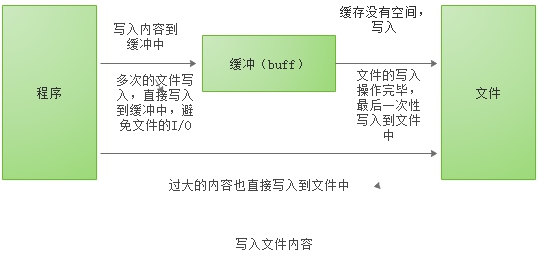 写入内容到
缓冲中
缓存没有空间，
写入
程序
缓冲（buff）
文件
多次的文件写
入，直接写入
到缓冲中，避
免文件的I/O
文件的写入
操作完毕，
最后一次性
写入到文件
中
过大的内容也直接写入到文件中
写入文件内容